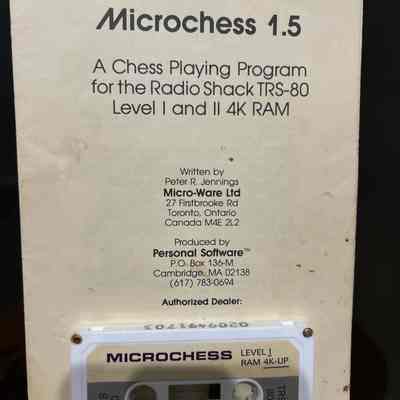 Microchess 1.5
A Chess Playing Program
for the Radio Shack TRS-80
Level I and II 4K RAM
Written by
Peter R. Jennings
Micro-Ware Ltd
27 Firstbrooke Rd
Toronto, Ontario
Canada M4E 2L2
Produced by
Personal Software™
P.O. Box 136-M
Cambridge, MA 02138
(617) 783-0694
Authorized Dealer:
MICROCHESS
LEVEL I
RAM 4K-UP